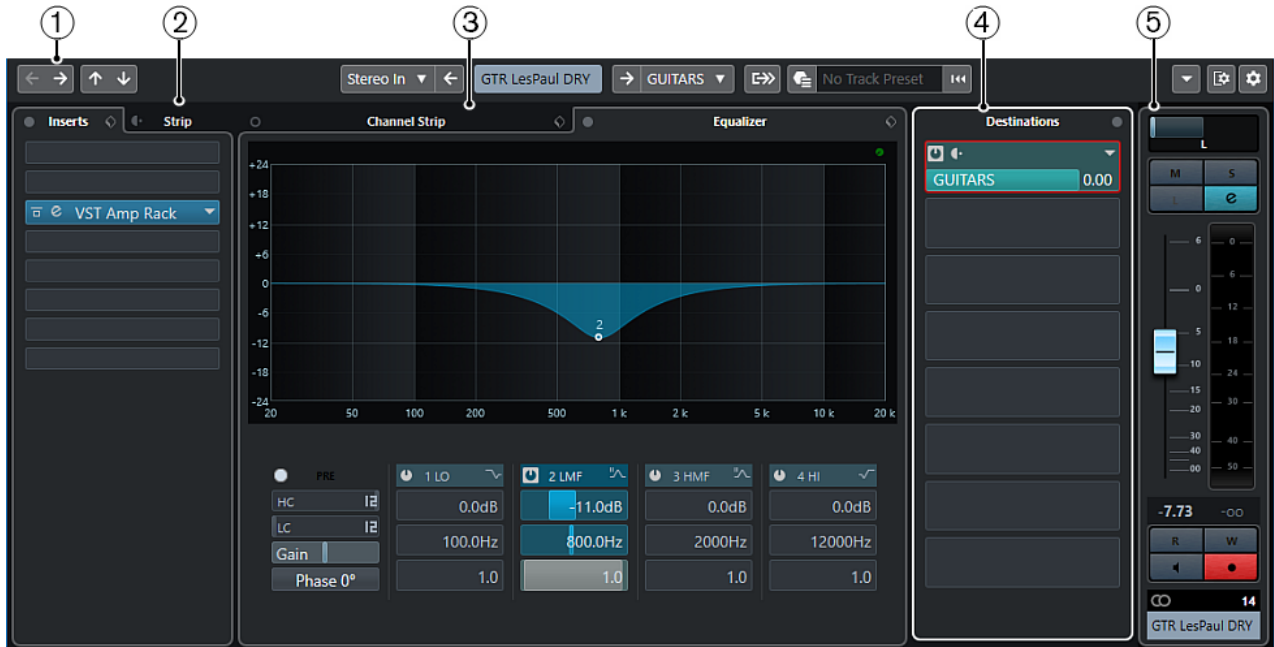 1 2 3 4 5
Stereo In GTR LesPaul DRY GUITARS No Track Preset
Inserts Strip Channel Strip Equalizer Destinations
L
M S
L e
VST Amp Rack
GUITARS 0.00
+24
+18
+12
+6
0
-6
-12
-18
-24
2
20 50 100 200 500 1 k 2 k 5 k 10 k 20 k
PRE 1 LO 2 LMF 3 HMF 4 HI
HC 0.0dB -11.0dB 0.0dB 0.0dB
LC 100.0Hz 800.0Hz 2000Hz 12000Hz
Gain
Phase 0° 1.0 1.0 1.0 1.0
6 0
6
0
12
5 18
10 24
15
20 30
30
40 40
00 50
-7.73 -oo
R W
14
GTR LesPaul DRY